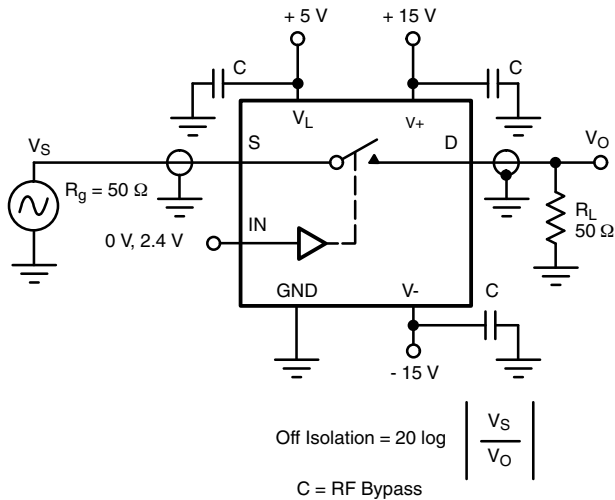 + 5 V
+ 15 V
C
C
V_L
V+
V_S
S
D
V_O
R_g = 50 Ω
R_L
50 Ω
0 V, 2.4 V
IN
GND
V-
C
- 15 V
Off Isolation = 20 log | V_S / V_O |
C = RF Bypass